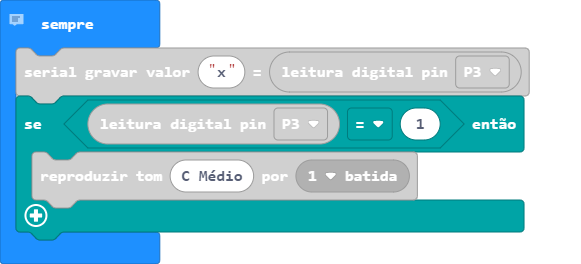 sempre
serial gravar valor "x" = leitura digital pin P3
se leitura digital pin P3 = 1 então
reproduzir tom C Médio por 1 batida